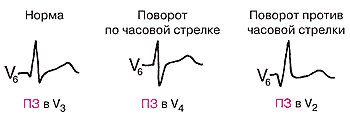 Норма
Поворот
по часовой стрелке
Поворот против
часовой стрелки
V6
V6
V6
ПЗ в V3
ПЗ в V4
ПЗ в V2